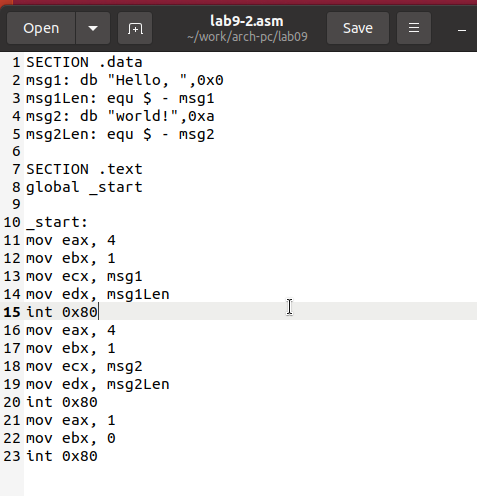 Open
lab9-2.asm
~/work/arch-pc/lab09
Save
1 SECTION .data
2 msg1: db "Hello, ",0x0
3 msg1Len: equ $ - msg1
4 msg2: db "world!",0xa
5 msg2Len: equ $ - msg2
6
7 SECTION .text
8 global _start
9
10 _start:
11 mov eax, 4
12 mov ebx, 1
13 mov ecx, msg1
14 mov edx, msg1Len
15 int 0x80
16 mov eax, 4
17 mov ebx, 1
18 mov ecx, msg2
19 mov edx, msg2Len
20 int 0x80
21 mov eax, 1
22 mov ebx, 0
23 int 0x80